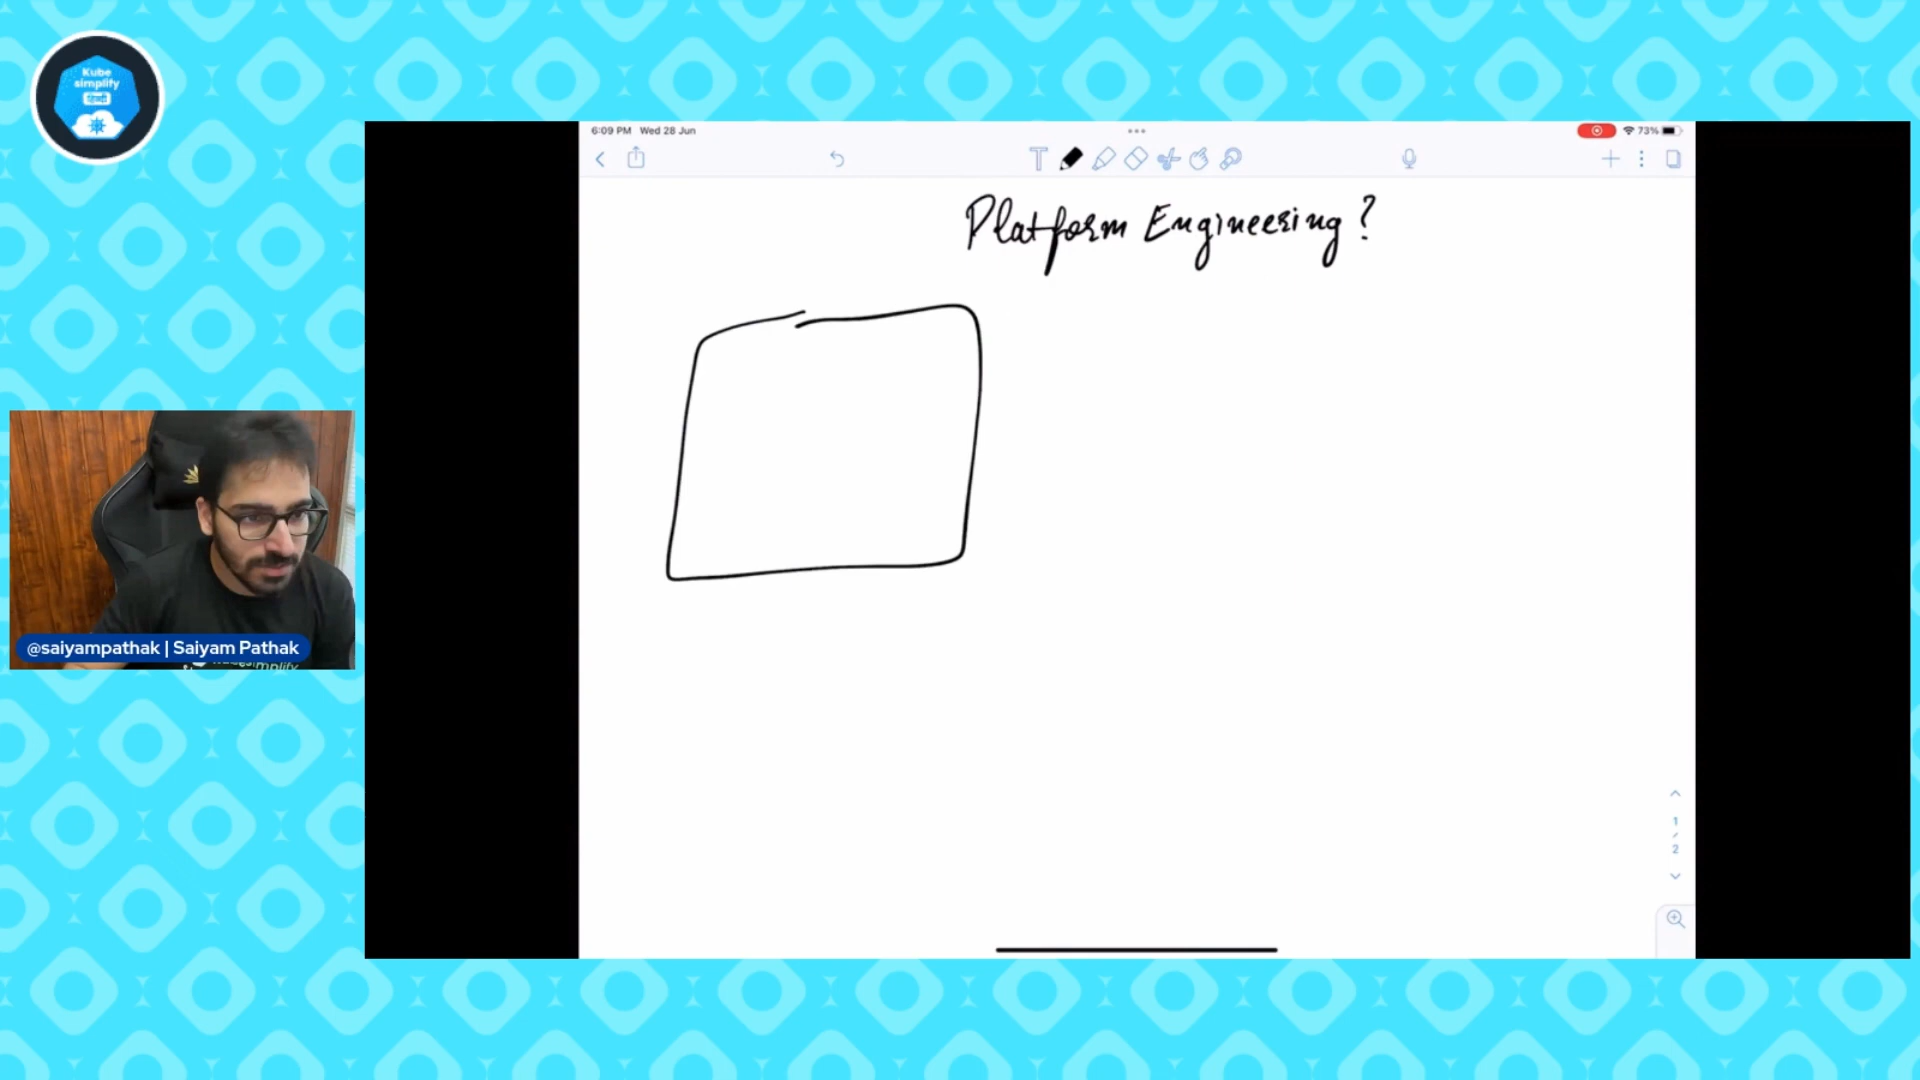 Kube
simplify
हिन्दी
6:09 PM Wed 28 Jun
73%
Platform Engineering?
@saiyampathak | Saiyam Pathak
1
2